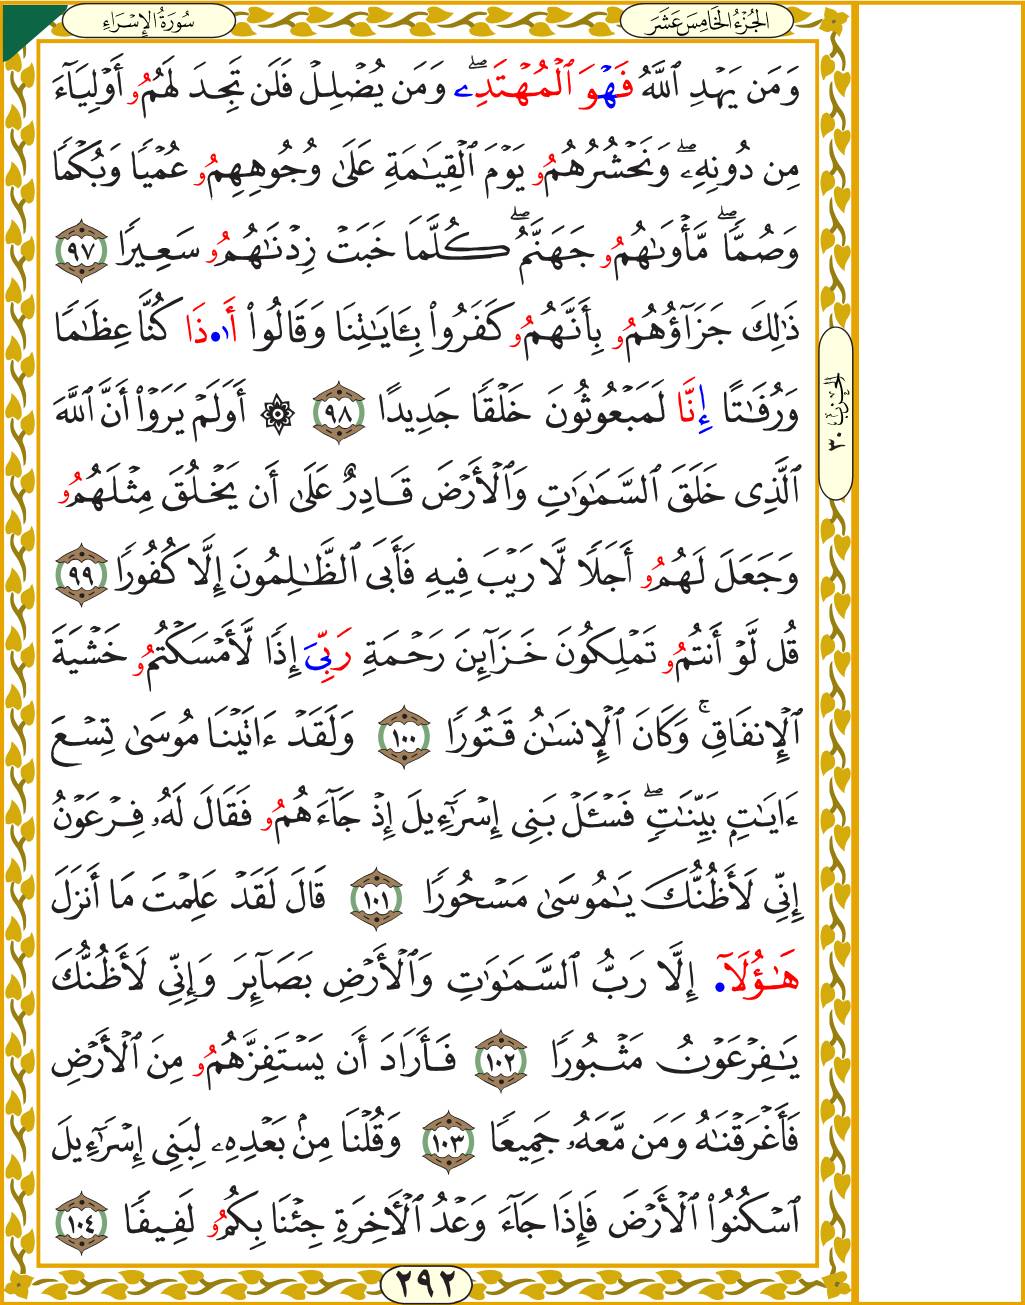 سُورَةُ الإِسْرَاءِ
الجُزْءُ الخَامِسَ عَشَرَ
وَمَن يَهْدِ ٱللَّهُ فَهْوَ ٱلْمُهْتَدِۦۖ وَمَن يُضْلِلْ فَلَن تَجِدَ لَهُمُۥ أَوْلِيَآءَ
مِن دُونِهِۦۖ وَنَحْشُرُهُمُۥ يَوْمَ ٱلْقِيَٰمَةِ عَلَىٰ وُجُوهِهِمُۥ عُمْيًا وَبُكْمًا
وَصُمًّاۖ مَّأْوَىٰهُمُۥ جَهَنَّمُۖ كُلَّمَا خَبَتْ زِدْنَٰهُمُۥ سَعِيرًا ٩٧
ذَٰلِكَ جَزَآؤُهُمُۥ بِأَنَّهُمُۥ كَفَرُوا۟ بِـَٔايَٰتِنَا وَقَالُوا۟ أَ۟ا۬ذَا كُنَّا عِظَٰمًا
وَرُفَٰتًا إِنَّا لَمَبْعُوثُونَ خَلْقًا جَدِيدًا ٩٨ ۞ أَوَلَمْ يَرَوْا۟ أَنَّ ٱللَّهَ
ٱلَّذِى خَلَقَ ٱلسَّمَٰوَٰتِ وَٱلْأَرْضَ قَادِرٌ عَلَىٰ أَن يَخْلُقَ مِثْلَهُمُۥ
وَجَعَلَ لَهُمُۥ أَجَلًا لَّا رَيْبَ فِيهِ فَأَبَى ٱلظَّٰلِمُونَ إِلَّا كُفُورًا ٩٩
قُل لَّوْ أَنتُمُۥ تَمْلِكُونَ خَزَآئِنَ رَحْمَةِ رَبِّىَ إِذًا لَّأَمْسَكْتُمُۥ خَشْيَةَ
ٱلْإِنفَاقِۚ وَكَانَ ٱلْإِنسَٰنُ قَتُورًا ١٠٠ وَلَقَدْ ءَاتَيْنَا مُوسَىٰ تِسْعَ
ءَايَٰتٍۭ بَيِّنَٰتٍۖ فَسْـَٔلْ بَنِى إِسْرَٰٓءِيلَ إِذْ جَآءَهُمُۥ فَقَالَ لَهُۥ فِرْعَوْنُ
إِنِّى لَأَظُنُّكَ يَٰمُوسَىٰ مَسْحُورًا ١٠١ قَالَ لَقَدْ عَلِمْتَ مَا أَنزَلَ
هَٰٓؤُلَآ۬ إِلَّا رَبُّ ٱلسَّمَٰوَٰتِ وَٱلْأَرْضِ بَصَآئِرَ وَإِنِّى لَأَظُنُّكَ
يَٰفِرْعَوْنُ مَثْبُورًا ١٠٢ فَأَرَادَ أَن يَسْتَفِزَّهُمُۥ مِنَ ٱلْأَرْضِ
فَأَغْرَقْنَٰهُ وَمَن مَّعَهُۥ جَمِيعًا ١٠٣ وَقُلْنَا مِنۢ بَعْدِهِۦ لِبَنِى إِسْرَٰٓءِيلَ
ٱسْكُنُوا۟ ٱلْأَرْضَ فَإِذَا جَآءَ وَعْدُ ٱلْأَخِرَةِ جِئْنَا بِكُمُۥ لَفِيفًا ١٠٤
الحِزْبُ ٣٠
٢٩٢